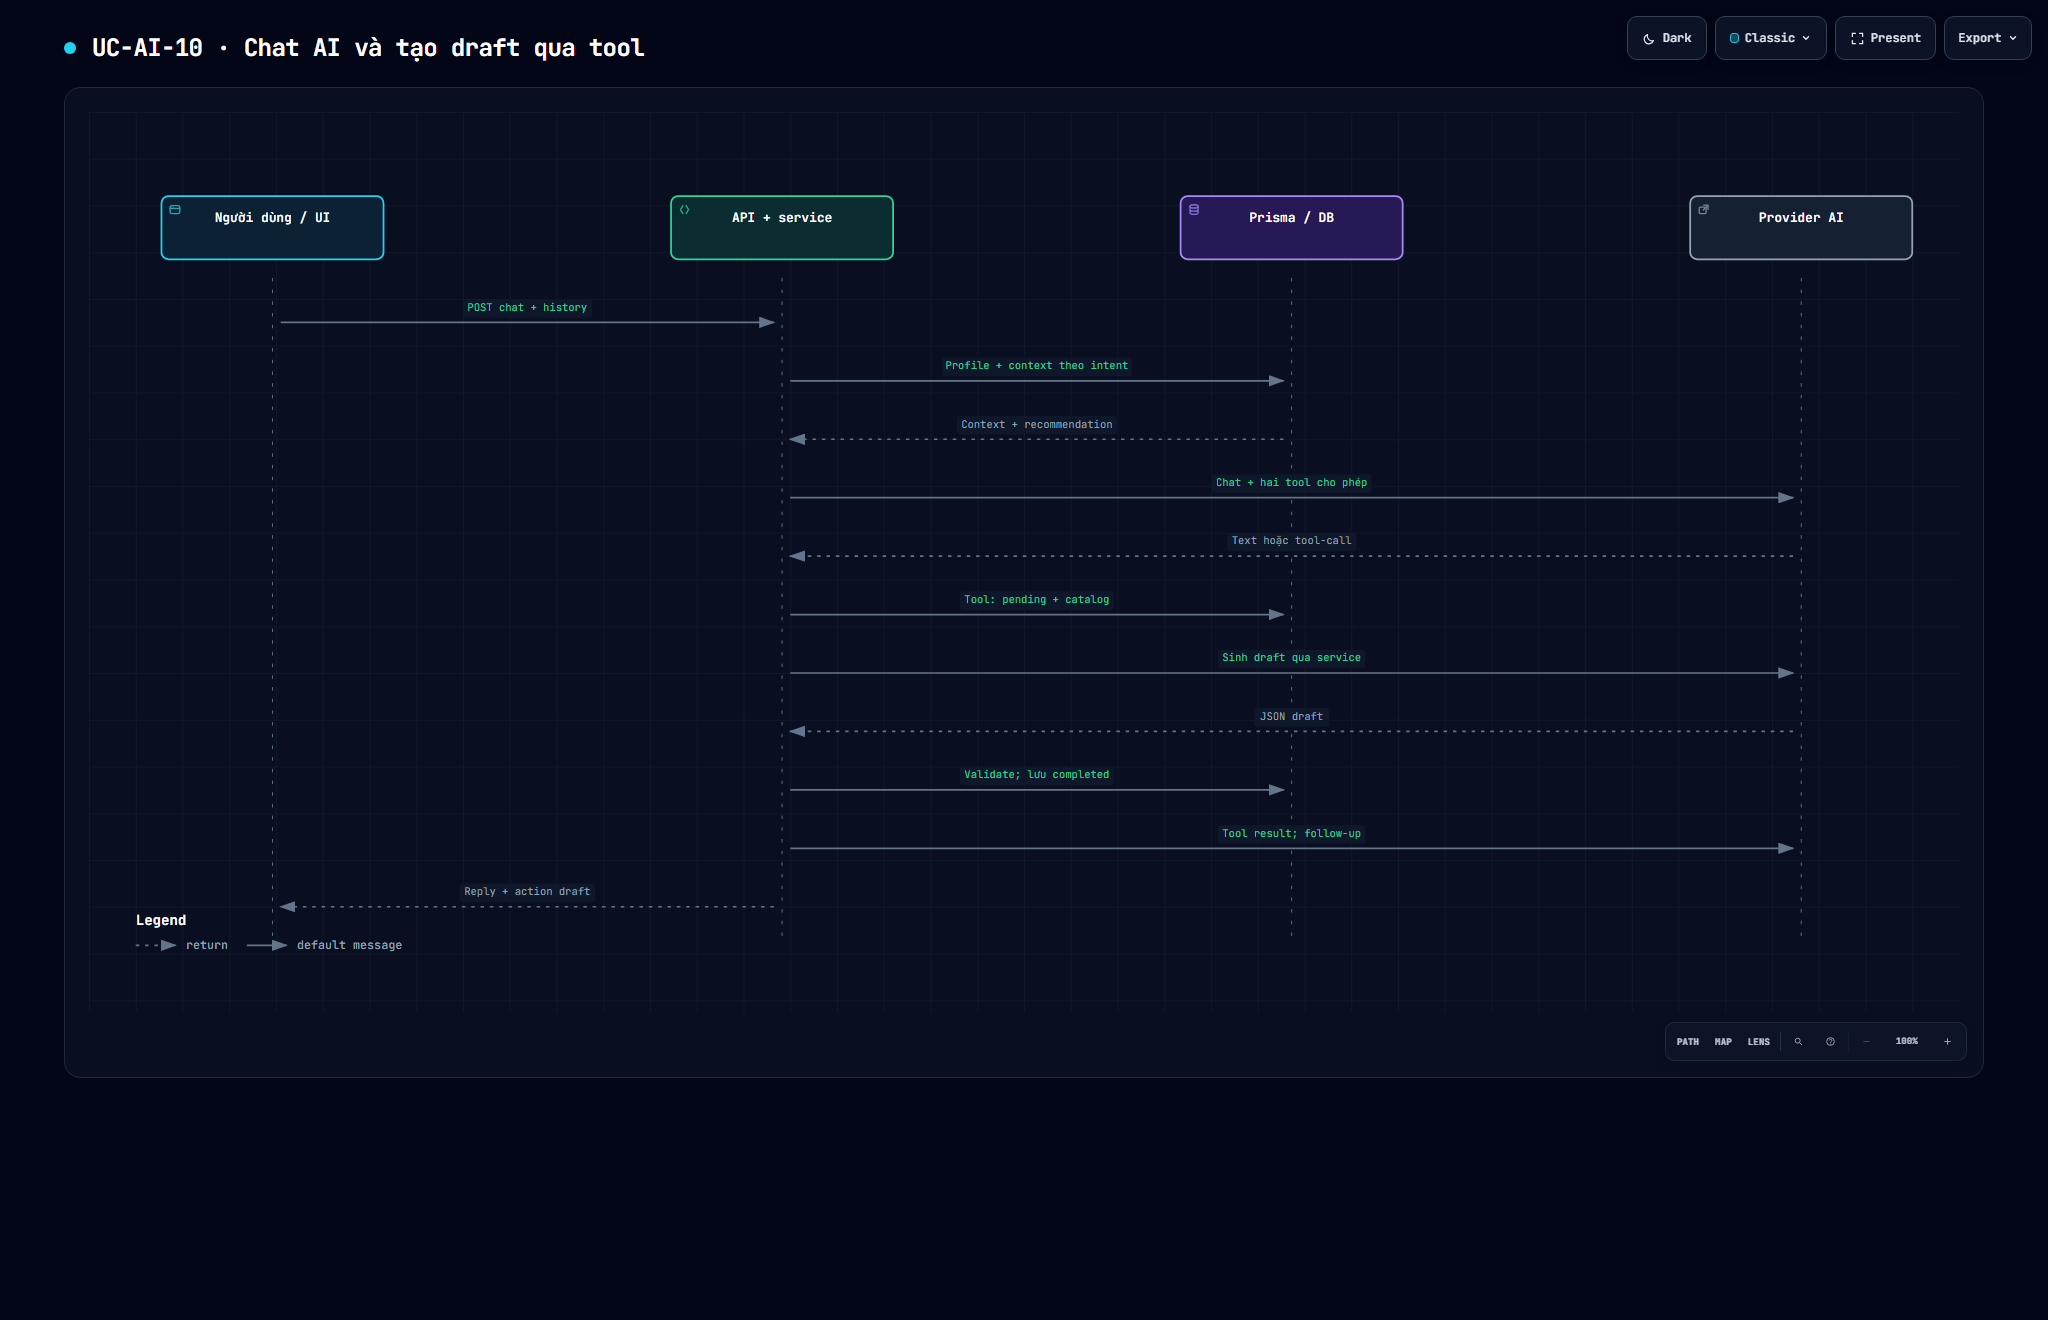 UC-AI-10 · Chat AI và tạo draft qua tool
Dark
Classic
Present
Export
Người dùng / UI
API + service
Prisma / DB
Provider AI
POST chat + history
Profile + context theo intent
Context + recommendation
Chat + hai tool cho phép
Text hoặc tool-call
Tool: pending + catalog
Sinh draft qua service
JSON draft
Validate; lưu completed
Tool result; follow-up
Reply + action draft
Legend
return
default message
PATH
MAP
LENS
100%